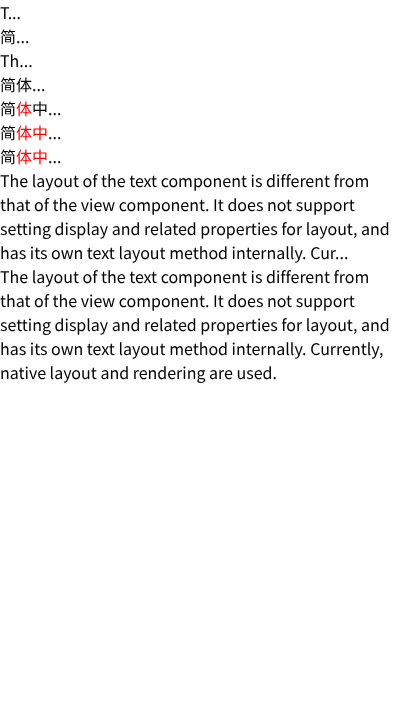 T...
简...
Th...
简体...
简体中...
简体中...
简体中...
The layout of the text component is different from
that of the view component. It does not support
setting display and related properties for layout, and
has its own text layout method internally. Cur...
The layout of the text component is different from
that of the view component. It does not support
setting display and related properties for layout, and
has its own text layout method internally. Currently,
native layout and rendering are used.